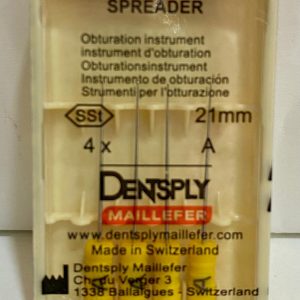 SPREADER
Obturation instrument
instrument d'obturation
Obturationsinstrument
Instrumento de obturación
Strumenti per l'otturazione
SSt 21mm
4 x A
DENTSPLY
MAILLEFER
www.dentsplymaillefer.com
Made in Switzerland
Dentsply Maillefer
Ch. du Verger 3
1338 Ballaigues - Switzerland